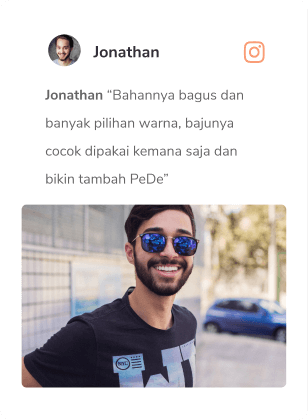 Jonathan
Jonathan “Bahannya bagus dan
banyak pilihan warna, bajunya
cocok dipakai kemana saja dan
bikin tambah PeDe”